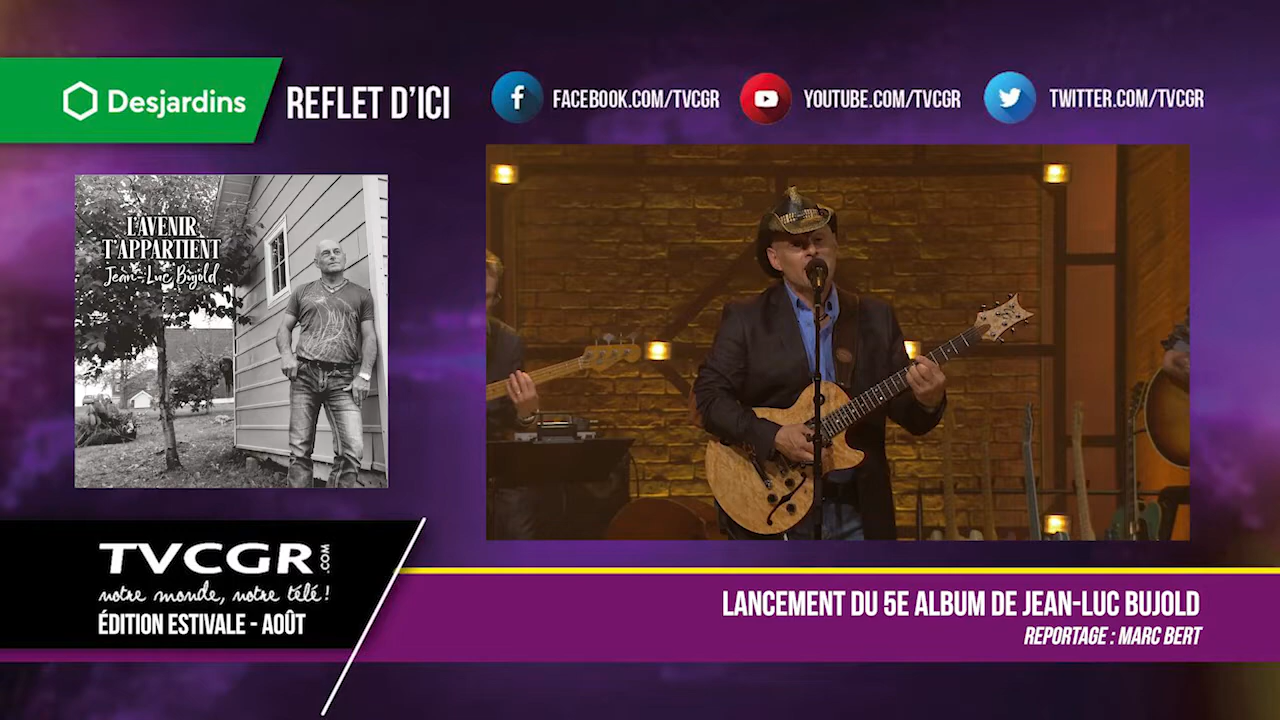 Desjardins
REFLET D'ICI
FACEBOOK.COM/TVCGR
YOUTUBE.COM/TVCGR
TWITTER.COM/TVCGR
L'AVENIR
T'APPARTIENT
Jean-Luc Bujold
TVCGR.COM
notre monde, notre télé!
ÉDITION ESTIVALE - AOÛT
LANCEMENT DU 5E ALBUM DE JEAN-LUC BUJOLD
REPORTAGE : MARC BERT